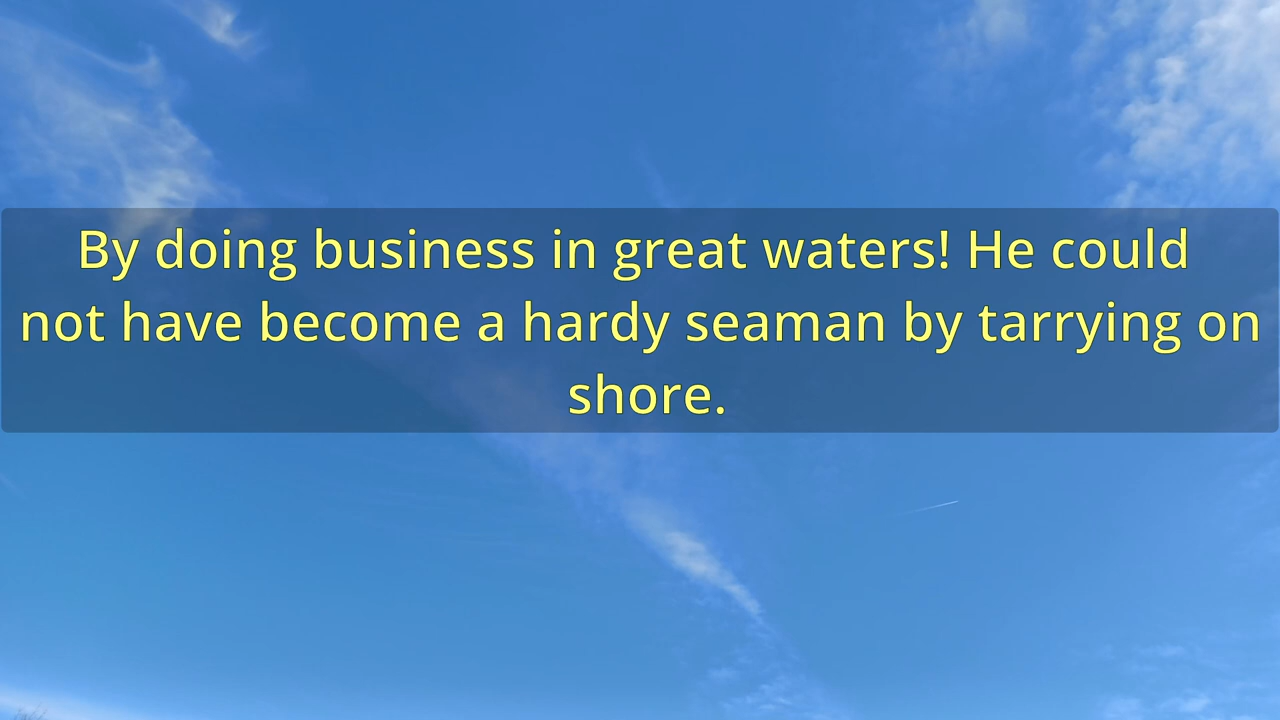 By doing business in great waters! He could
not have become a hardy seaman by tarrying on
shore.